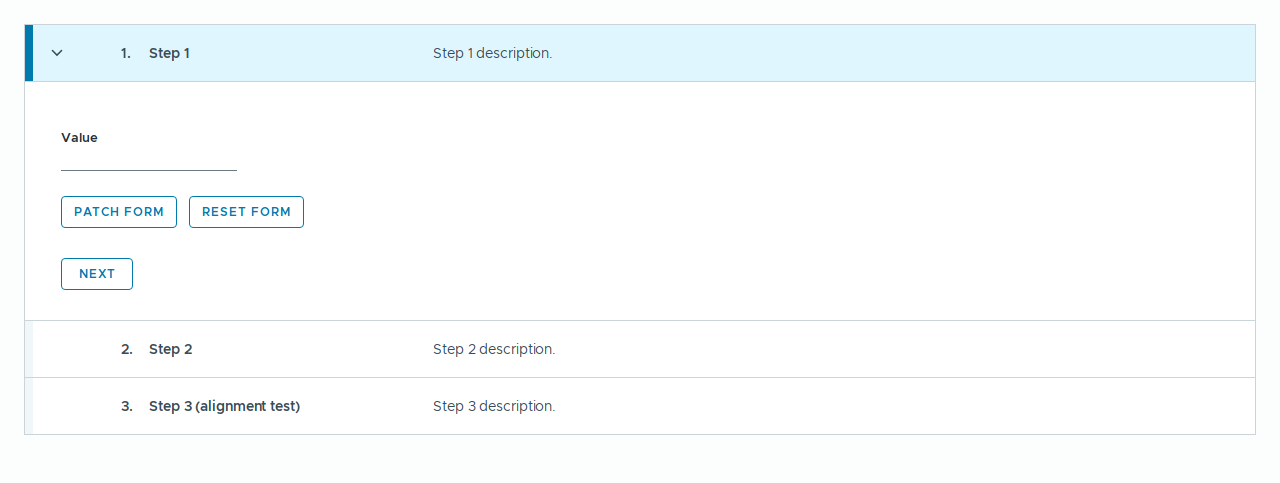 1. Step 1 Step 1 description.
Value
PATCH FORM RESET FORM
NEXT
2. Step 2 Step 2 description.
3. Step 3 (alignment test) Step 3 description.